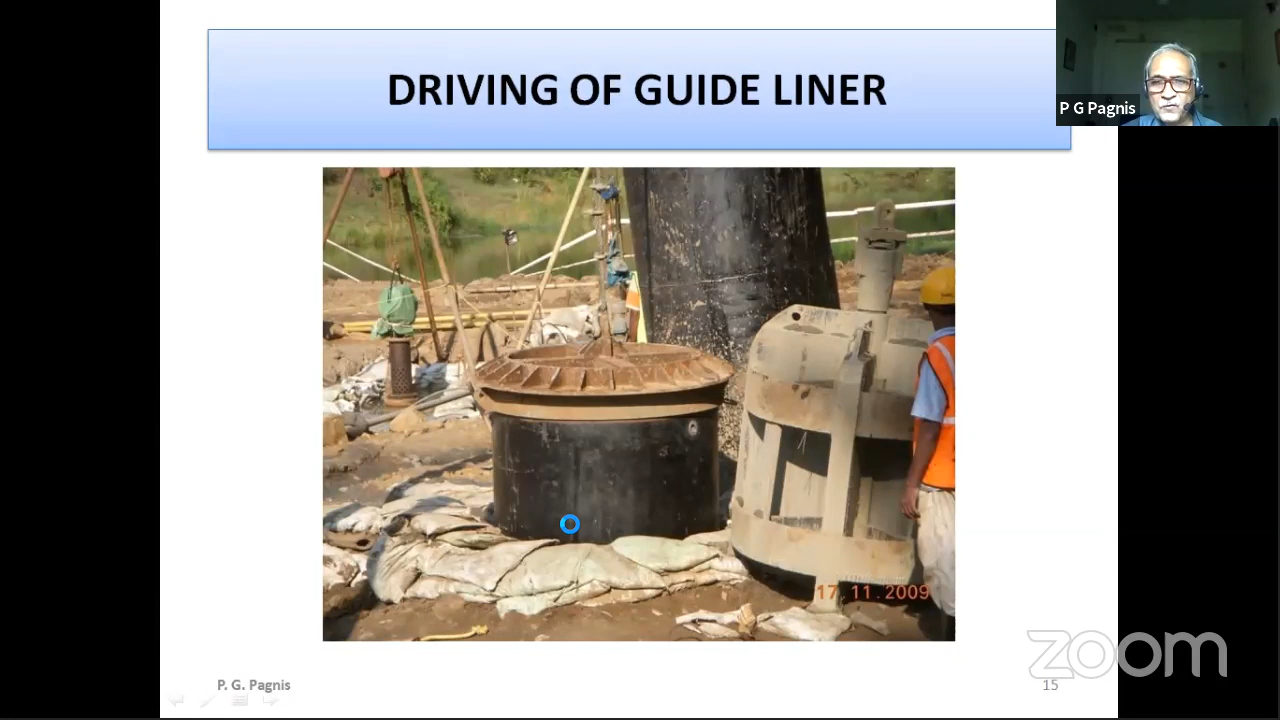 DRIVING OF GUIDE LINER
P G Pagnis
17.11.2009
zoom
P. G. Pagnis
15